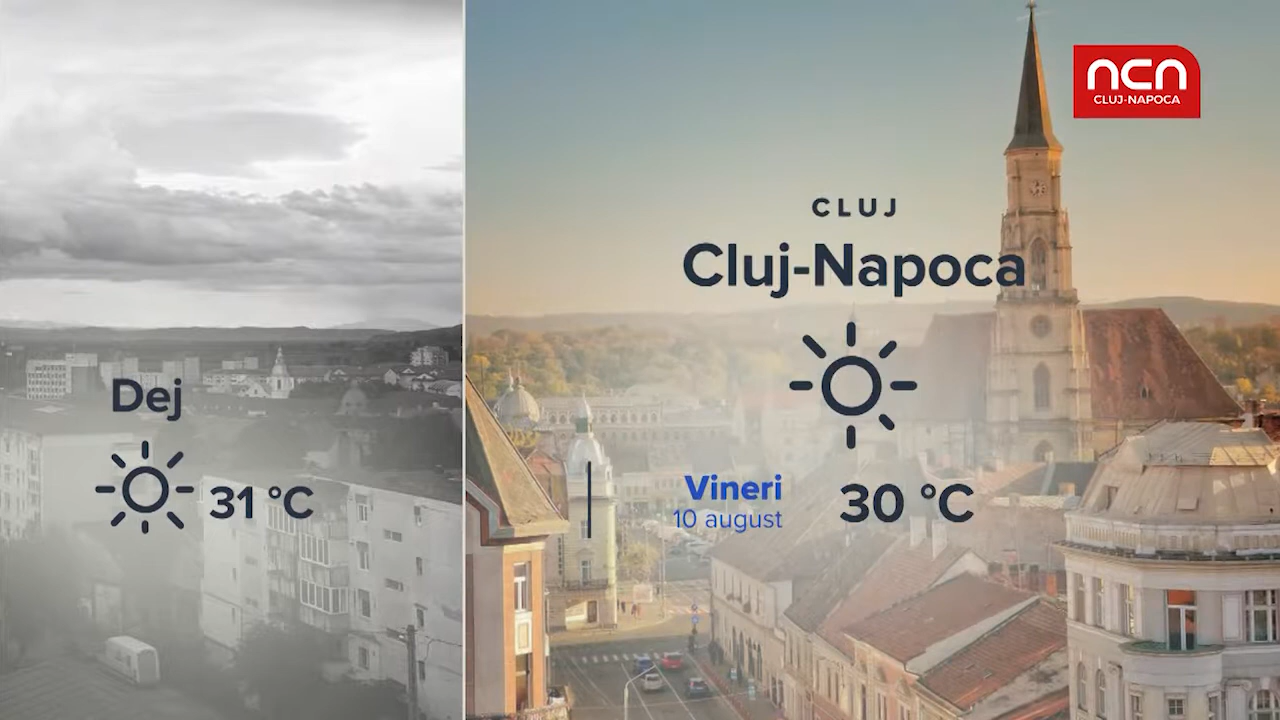 ncn
CLUJ-NAPOCA
CLUJ
Cluj-Napoca
Dej
31 °C
Vineri
10 august
30 °C